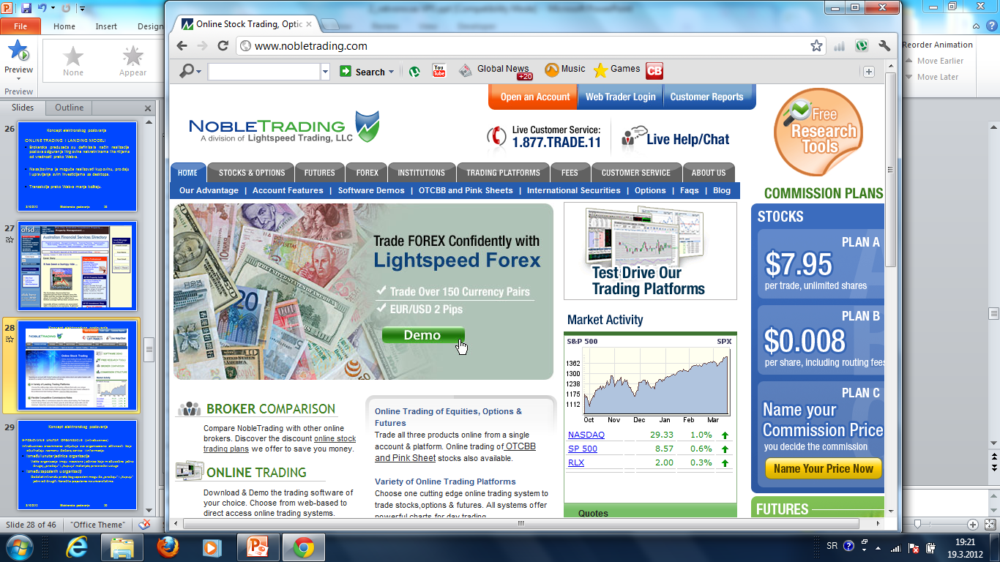 File
Home
Insert
Design
Preview
None
Appear
Preview
Reorder Animation
Move Earlier
Move Later
Slides
Outline
26
Koncept elektronskog poslovanja
ONLINE TRADING I LANDING MODELI
27
28
29
Koncept elektronskog poslovanja
Slide 28 of 46
"Office Theme"
Online Stock Trading, Optic
www.nobletrading.com
Search
You
Tube
Global News
+20
Music
Games
CB
Open an Account
Web Trader Login
Customer Reports
NOBLETRADING
A division of Lightspeed Trading, LLC
Live Customer Service:
1.877.TRADE.11
Live Help/Chat
Free
Research
Tools
HOME
STOCKS & OPTIONS
FUTURES
FOREX
INSTITUTIONS
TRADING PLATFORMS
FEES
CUSTOMER SERVICE
ABOUT US
Our Advantage | Account Features | Software Demos | OTCBB and Pink Sheets | International Securities | Options | Faqs | Blog
Trade FOREX Confidently with
Lightspeed Forex
Trade Over 150 Currency Pairs
EUR/USD 2 Pips
Demo
Test Drive Our
Trading Platforms
Market Activity
S&P 500 SPX
1362
1300
1238
1175
1112
Oct Nov Dec Jan Feb Mar
NASDAQ 29.33 1.0%
SP 500 8.57 0.6%
RLX 2.00 0.3%
Quotes
COMMISSION PLANS
STOCKS
PLAN A
$7.95
per trade, unlimited shares
PLAN B
$0.008
per share, including routing fees
PLAN C
Name your
Commission Price
you decide the commission
Name Your Price Now
FUTURES
BROKER COMPARISON
Compare NobleTrading with other online
brokers. Discover the discount online stock
trading plans we offer to save you money.
ONLINE TRADING
Download & Demo the trading software of
your choice. Choose from web-based to
direct access online trading systems.
Online Trading of Equities, Options &
Futures
Trade all three products online from a single
account & platform. Online trading of OTCBB
and Pink Sheet stocks also available.
Variety of Online Trading Platforms
Choose one cutting edge online trading system to
trade stocks,options & futures. All systems offer
powerful charts for day trading
SR
19:21
19.3.2012